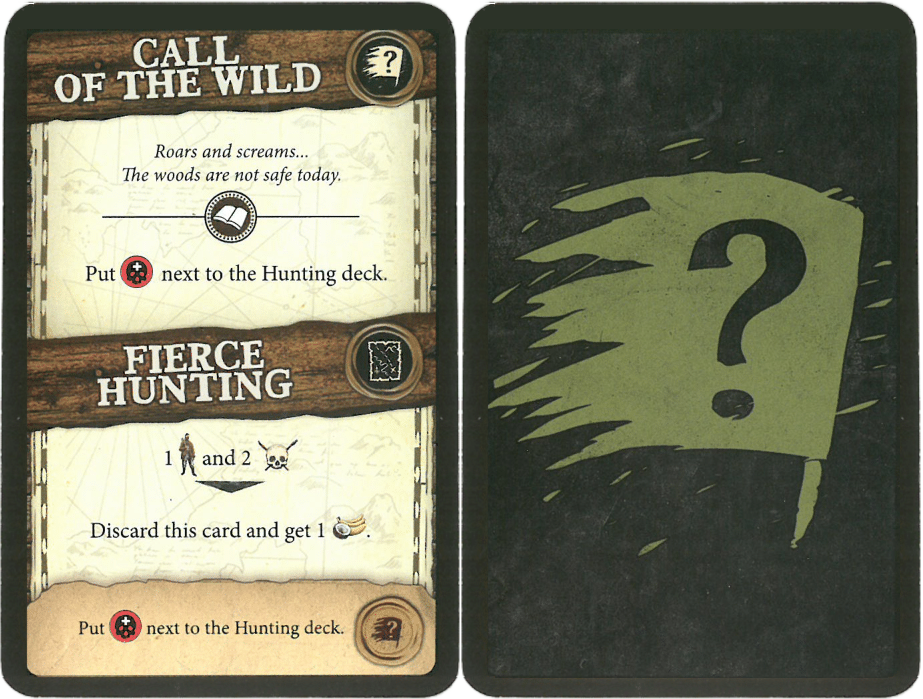 CALL
OF THE WILD
?
Roars and screams...
The woods are not safe today.
Put next to the Hunting deck.
FIERCE
HUNTING
1 and 2
Discard this card and get 1 .
Put next to the Hunting deck.
?
?